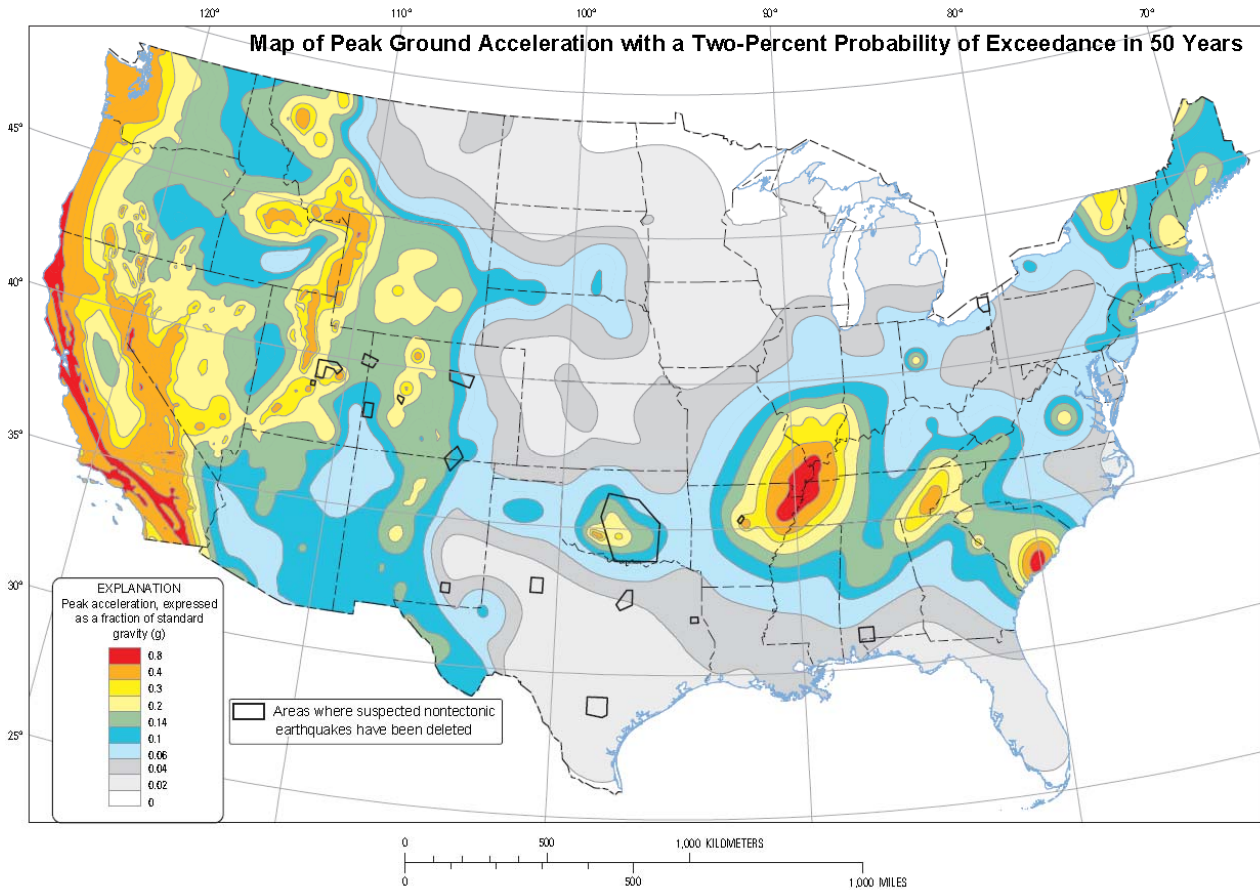 120°
110°
100°
90°
80°
70°
Map of Peak Ground Acceleration with a Two-Percent Probability of Exceedance in 50 Years
45°
40°
35°
30°
25°
EXPLANATION
Peak acceleration, expressed
as a fraction of standard
gravity (g)
0.8
0.4
0.3
0.2
0.14
0.1
0.06
0.04
0.02
0
Areas where suspected nontectonic
earthquakes have been deleted
0 500 1,000 KILOMETERS
0 500 1,000 MILES